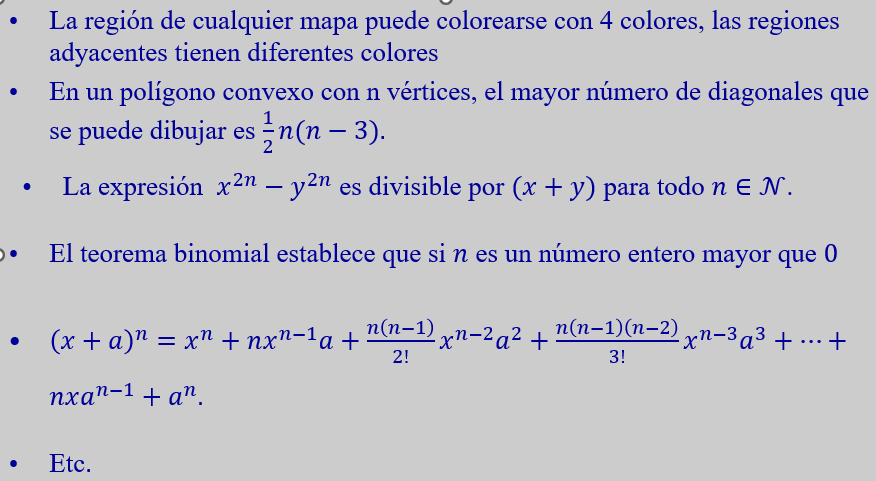 • La región de cualquier mapa puede colorearse con 4 colores, las regiones
adyacentes tienen diferentes colores
• En un polígono convexo con n vértices, el mayor número de diagonales que
se puede dibujar es $\frac{1}{2}n(n-3)$.
• La expresión $x^{2n} - y^{2n}$ es divisible por $(x+y)$ para todo $n \in \mathcal{N}$.
• El teorema binomial establece que si $n$ es un número entero mayor que 0
• $(x+a)^n = x^n + nx^{n-1}a + \frac{n(n-1)}{2!}x^{n-2}a^2 + \frac{n(n-1)(n-2)}{3!}x^{n-3}a^3 + \cdots +$
$nxa^{n-1} + a^n$.
• Etc.